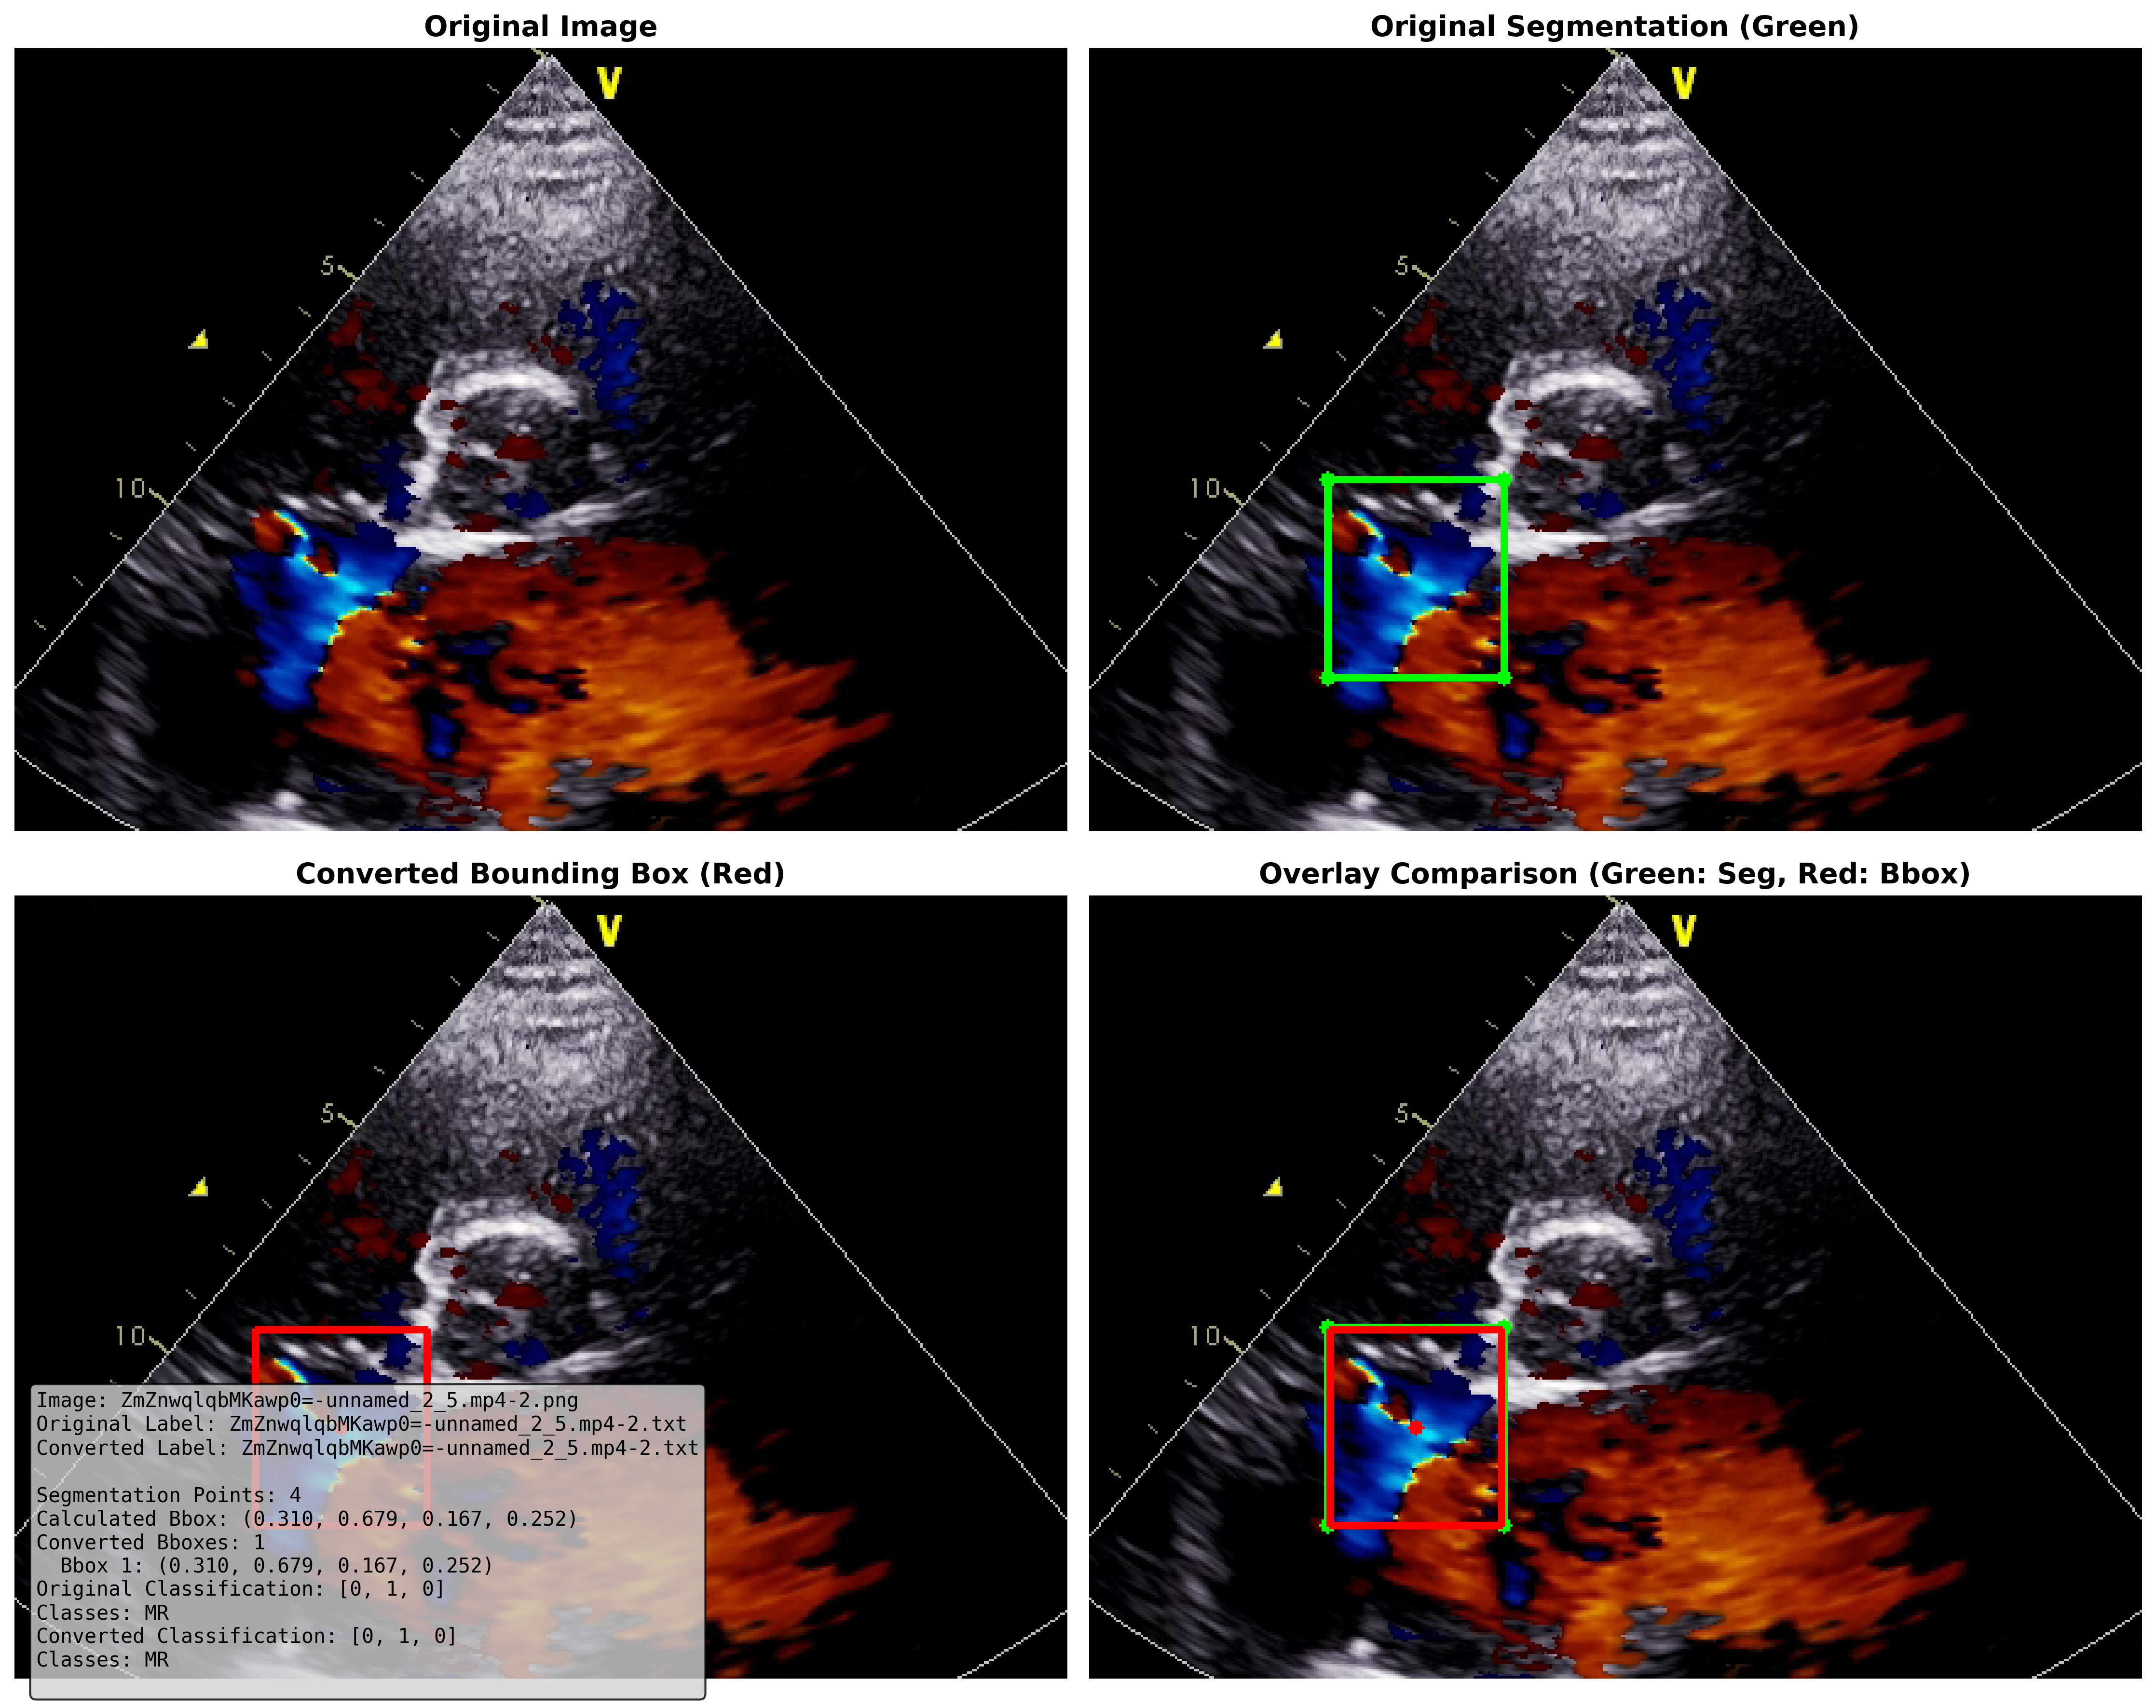 Original Image
Original Segmentation (Green)
V
5
10
V
5
10
Converted Bounding Box (Red)
Overlay Comparison (Green: Seg, Red: Bbox)
V
5
10
V
5
10
Image: ZmZnwqlqbMKawp0=-unnamed_2_5.mp4-2.png
Original Label: ZmZnwqlqbMKawp0=-unnamed_2_5.mp4-2.txt
Converted Label: ZmZnwqlqbMKawp0=-unnamed_2_5.mp4-2.txt
Segmentation Points: 4
Calculated Bbox: (0.310, 0.679, 0.167, 0.252)
Converted Bboxes: 1
Bbox 1: (0.310, 0.679, 0.167, 0.252)
Original Classification: [0, 1, 0]
Classes: MR
Converted Classification: [0, 1, 0]
Classes: MR